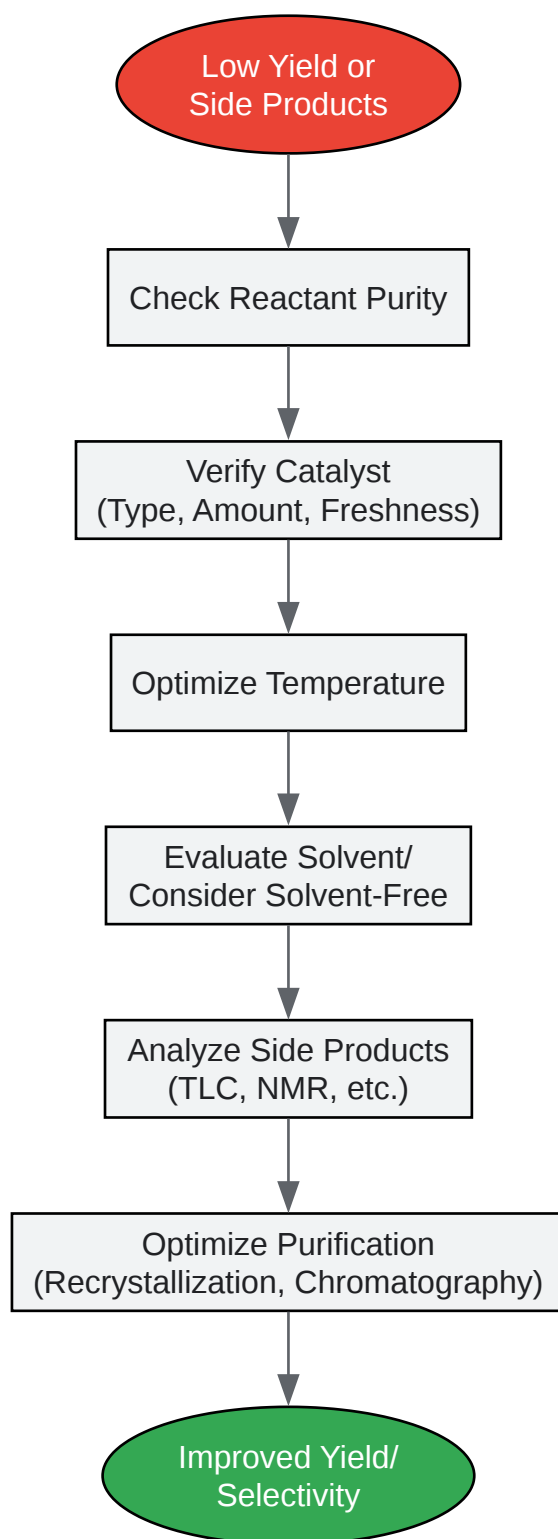 Low Yield or
Side Products
Check Reactant Purity
Verify Catalyst
(Type, Amount, Freshness)
Optimize Temperature
Evaluate Solvent/
Consider Solvent-Free
Analyze Side Products
(TLC, NMR, etc.)
Optimize Purification
(Recrystallization, Chromatography)
Improved Yield/
Selectivity